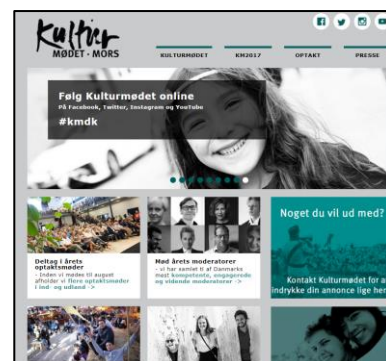 Kultur
MØDET · MORS
KULTURMØDET
KM2017
OPTAKT
PRESSE
Følg Kulturmødet online
På Facebook, Twitter, Instagram og YouTube
#kmdk
Deltag i årets
optaktsmøder
- Inden vi mødes til august
afholder vi flere optaktsmøder
i ind- og udland ->
Mød årets moderatorer
- vi har samlet ti af Danmarks
mest kompetente, engagerede
og vidende moderatorer ->
Noget du vil ud med?
Kontakt Kulturmødet for a
indrykke din annonce lige her